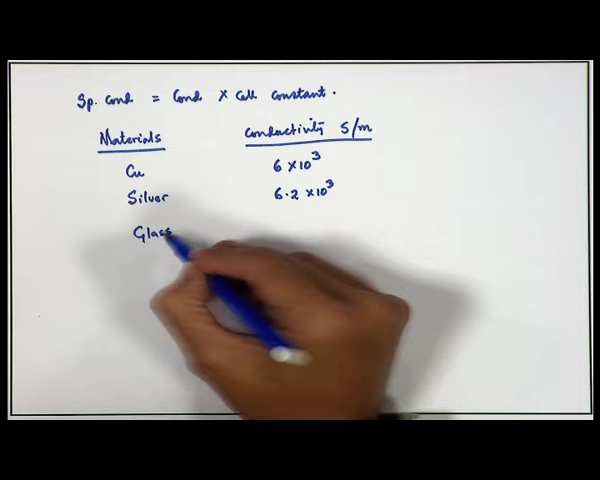 Sp. Cond = Cond × Cell constant.
Materials Conductivity S/m
Cu 6 × 10³
Silver 6.2 × 10³
Glass